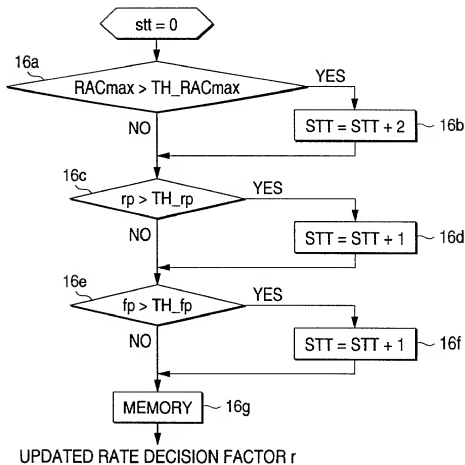 stt = 0
16a
RACmax > TH_RACmax
YES
NO
STT = STT + 2
16b
16c
rp > TH_rp
YES
NO
STT = STT + 1
16d
16e
fp > TH_fp
YES
NO
STT = STT + 1
16f
MEMORY
16g
UPDATED RATE DECISION FACTOR r